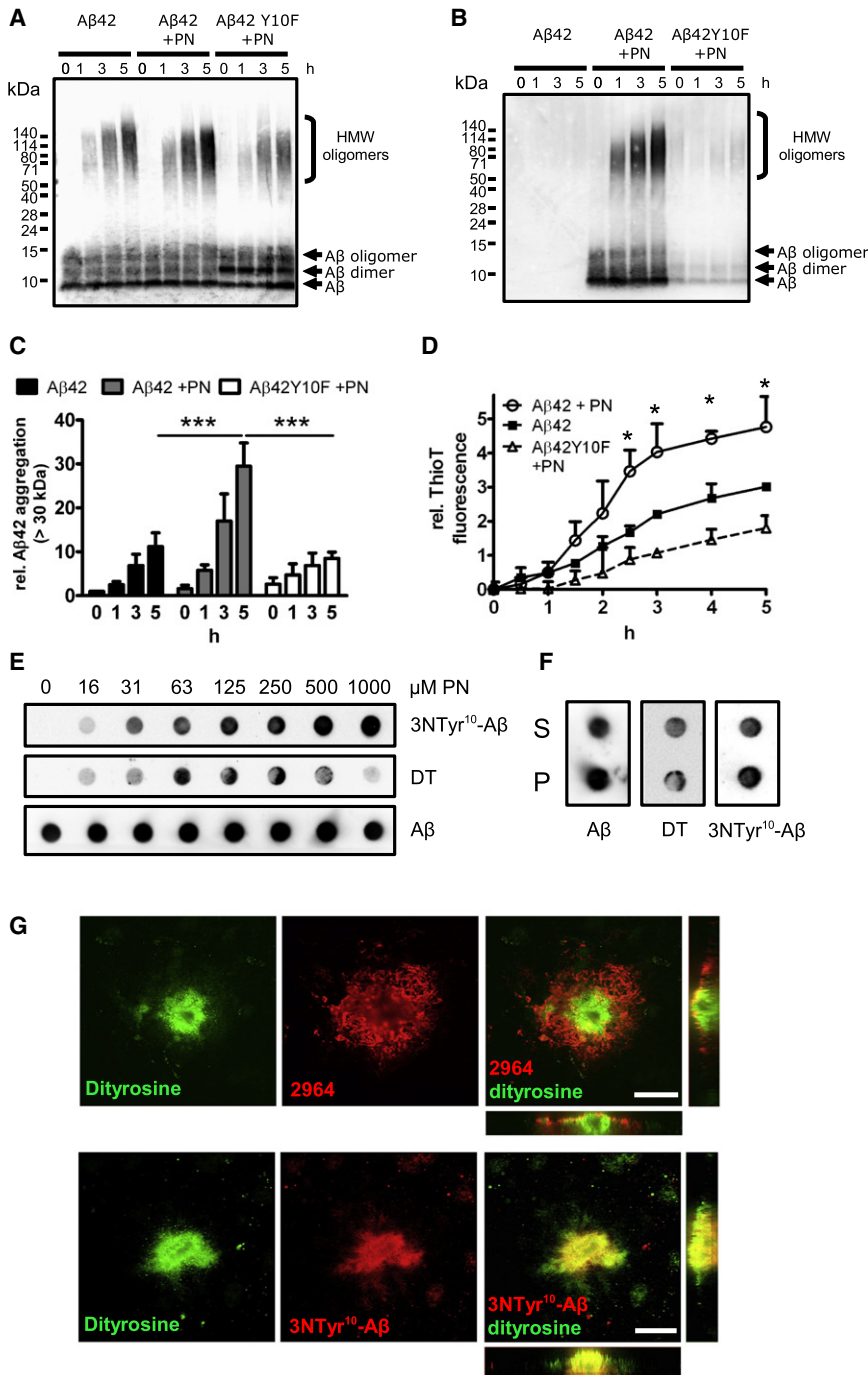 A
Aβ42
Aβ42 +PN
Aβ42 Y10F +PN
0 1 3 5 0 1 3 5 0 1 3 5 h
kDa
140
114
80
71
50
40
28
24
15
10
HMW oligomers
Aβ oligomer
Aβ dimer
Aβ
B
Aβ42
Aβ42 +PN
Aβ42Y10F +PN
0 1 3 5 0 1 3 5 0 1 3 5 h
kDa
140
114
80
71
50
40
28
24
15
10
HMW oligomers
Aβ oligomer
Aβ dimer
Aβ
C
Aβ42 Aβ42 +PN Aβ42Y10F +PN
rel. Aβ42 aggregation
(> 30 kDa)
40
30
20
10
0
*** ***
0 1 3 5 0 1 3 5 0 1 3 5
h
D
Aβ42 + PN
Aβ42
Aβ42Y10F
+PN
* * * *
rel. ThioT
fluorescence
5
4
3
2
1
0
0 1 2 3 4 5
h
E
0 16 31 63 125 250 500 1000 µM PN
3NTyr¹⁰-Aβ
DT
Aβ
F
S
P
Aβ DT 3NTyr¹⁰-Aβ
G
Dityrosine
2964
2964
dityrosine
Dityrosine
3NTyr¹⁰-Aβ
3NTyr¹⁰-Aβ
dityrosine